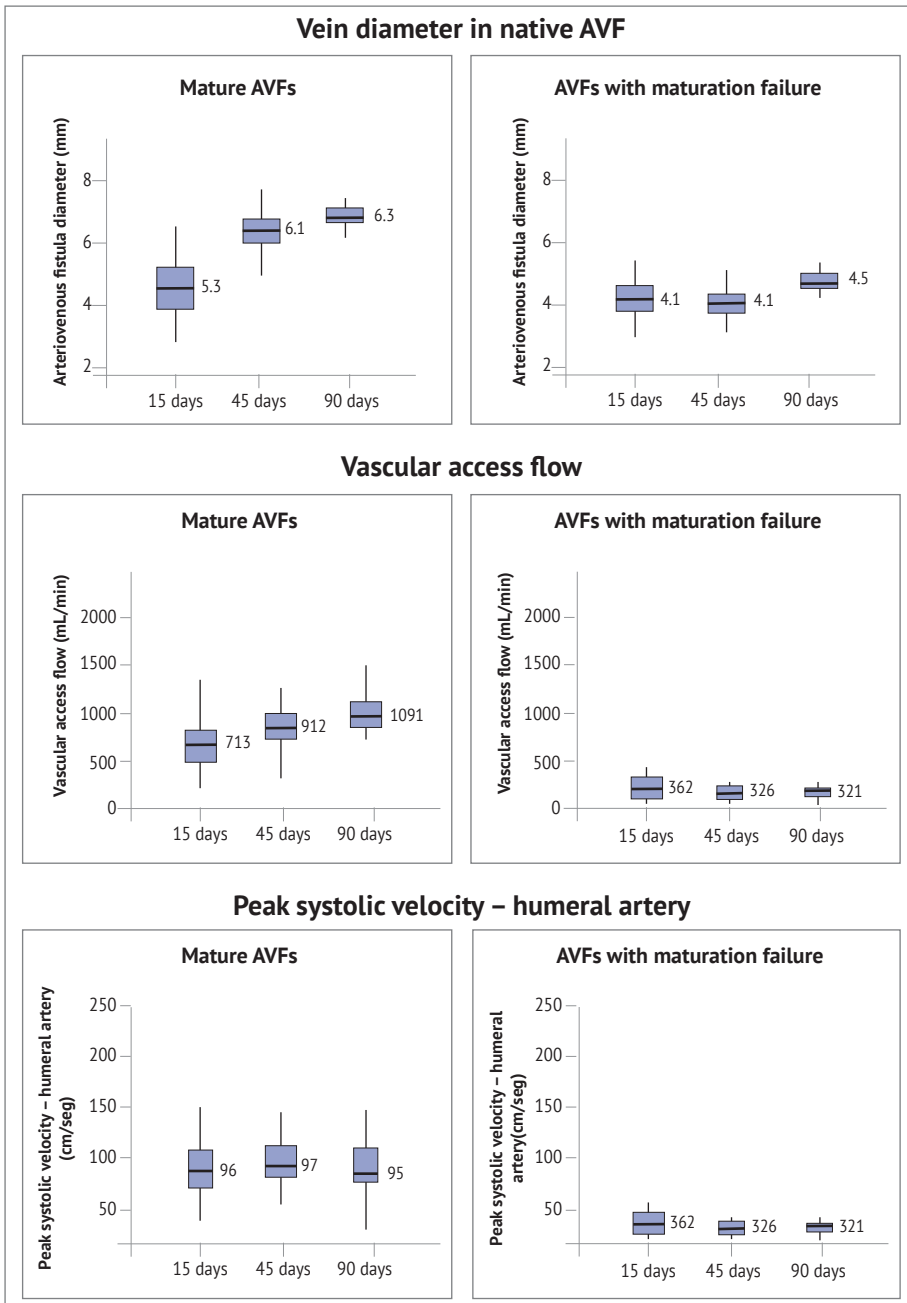 Vein diameter in native AVF
Mature AVFs
Arteriovenous fistula diameter (mm)
8
6
4
2
5.3
6.1
6.3
15 days
45 days
90 days
AVFs with maturation failure
Arteriovenous fistula diameter (mm)
8
6
4
2
4.1
4.1
4.5
15 days
45 days
90 days
Vascular access flow
Mature AVFs
Vascular access flow (mL/min)
2000
1500
1000
500
0
713
912
1091
15 days
45 days
90 days
AVFs with maturation failure
Vascular access flow (mL/min)
2000
1500
1000
500
0
362
326
321
15 days
45 days
90 days
Peak systolic velocity – humeral artery
Mature AVFs
Peak systolic velocity – humeral artery
(cm/seg)
250
200
150
100
50
96
97
95
15 days
45 days
90 days
AVFs with maturation failure
Peak systolic velocity – humeral
artery(cm/seg)
250
200
150
100
50
362
326
321
15 days
45 days
90 days